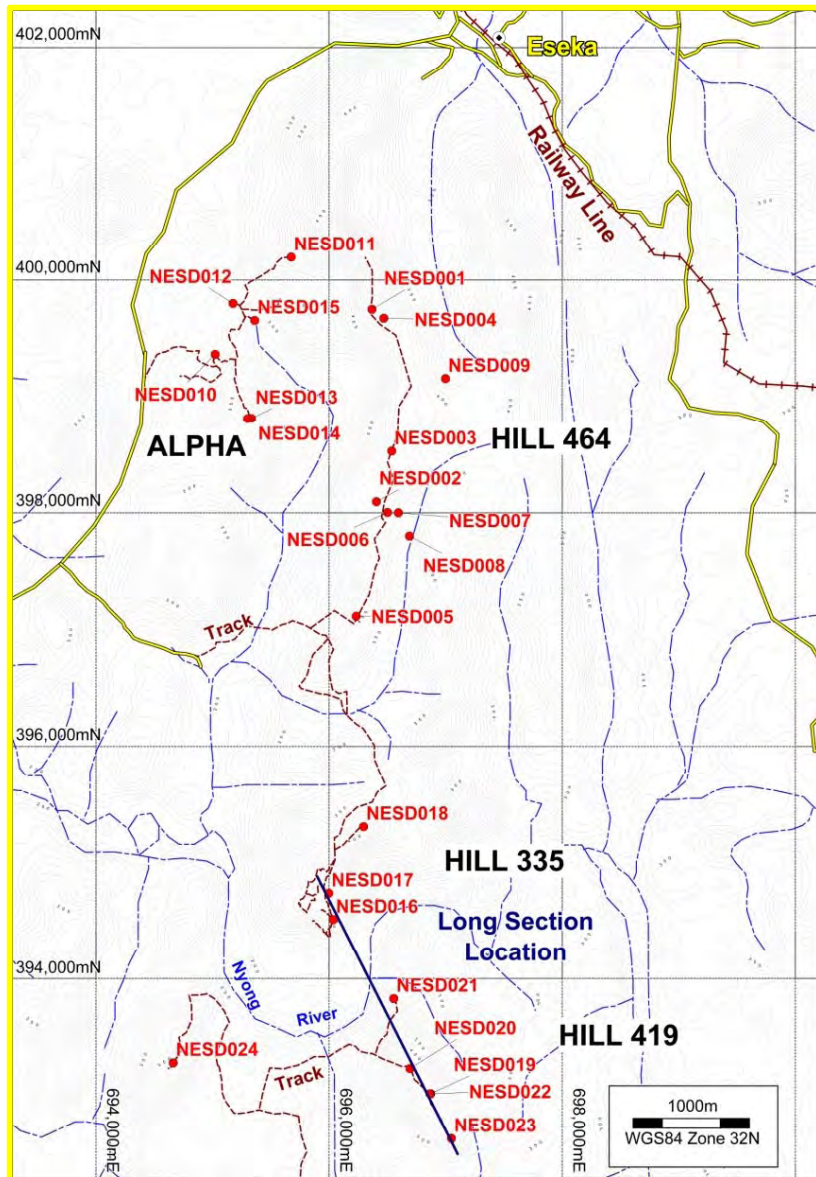 402,000mN
Eseka
Railway Line
NESD011
400,000mN
NESD012
NESD001
NESD015
NESD004
NESD009
NESD010
NESD013
ALPHA
NESD014
HILL 464
NESD003
NESD002
398,000mN
NESD007
NESD006
NESD008
Track
NESD005
396,000mN
NESD018
HILL 335
NESD017
NESD016
Long Section
Location
394,000mN
Nyong
River
NESD021
HILL 419
NESD020
NESD024
NESD019
Track
NESD022
694,000mE
696,000mE
698,000mE
NESD023
1000m
WGS84 Zone 32N